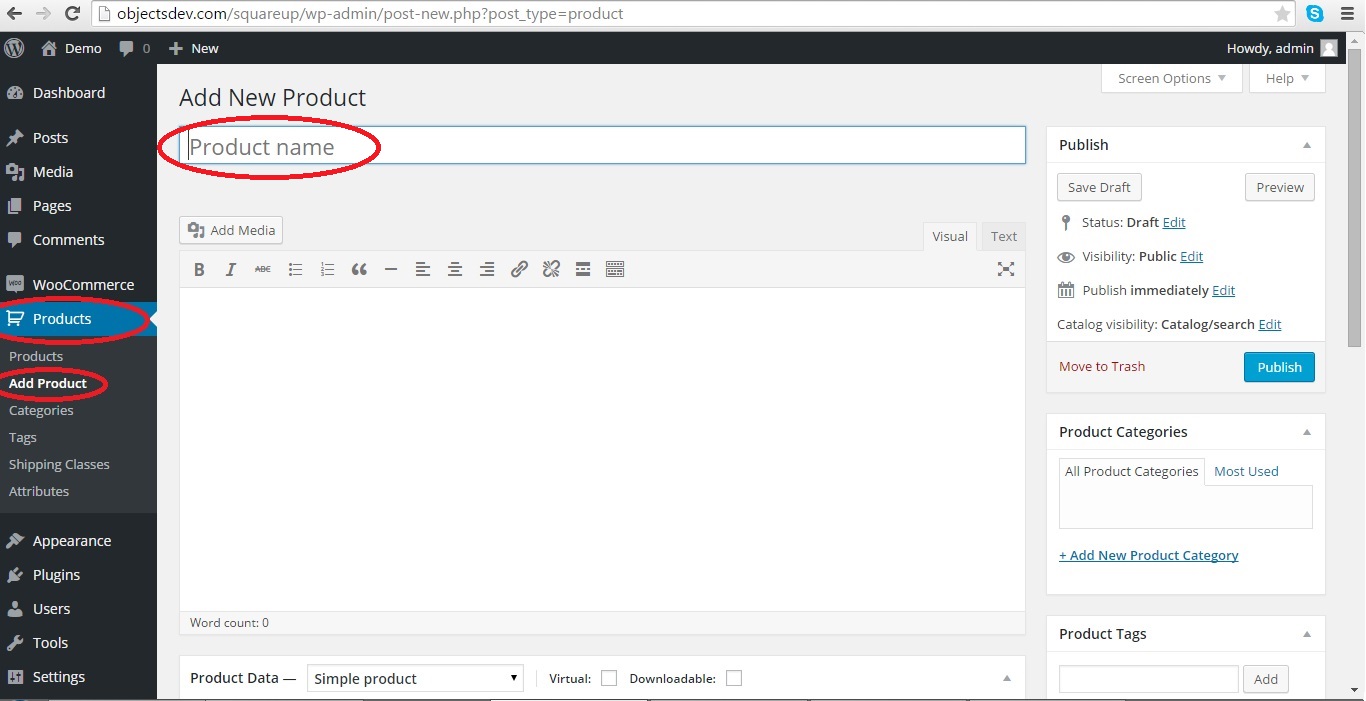 objectsdev.com/squareup/wp-admin/post-new.php?post_type=product
Demo 0 New
Howdy, admin
Screen Options Help
Dashboard
Posts
Media
Pages
Comments
WooCommerce
Products
Products
Add Product
Categories
Tags
Shipping Classes
Attributes
Appearance
Plugins
Users
Tools
Settings
Add New Product
Product name
Add Media
Visual Text
B I ABC
Word count: 0
Product Data — Simple product Virtual: Downloadable:
Publish
Save Draft Preview
Status: Draft Edit
Visibility: Public Edit
Publish immediately Edit
Catalog visibility: Catalog/search Edit
Move to Trash Publish
Product Categories
All Product Categories Most Used
+ Add New Product Category
Product Tags
Add